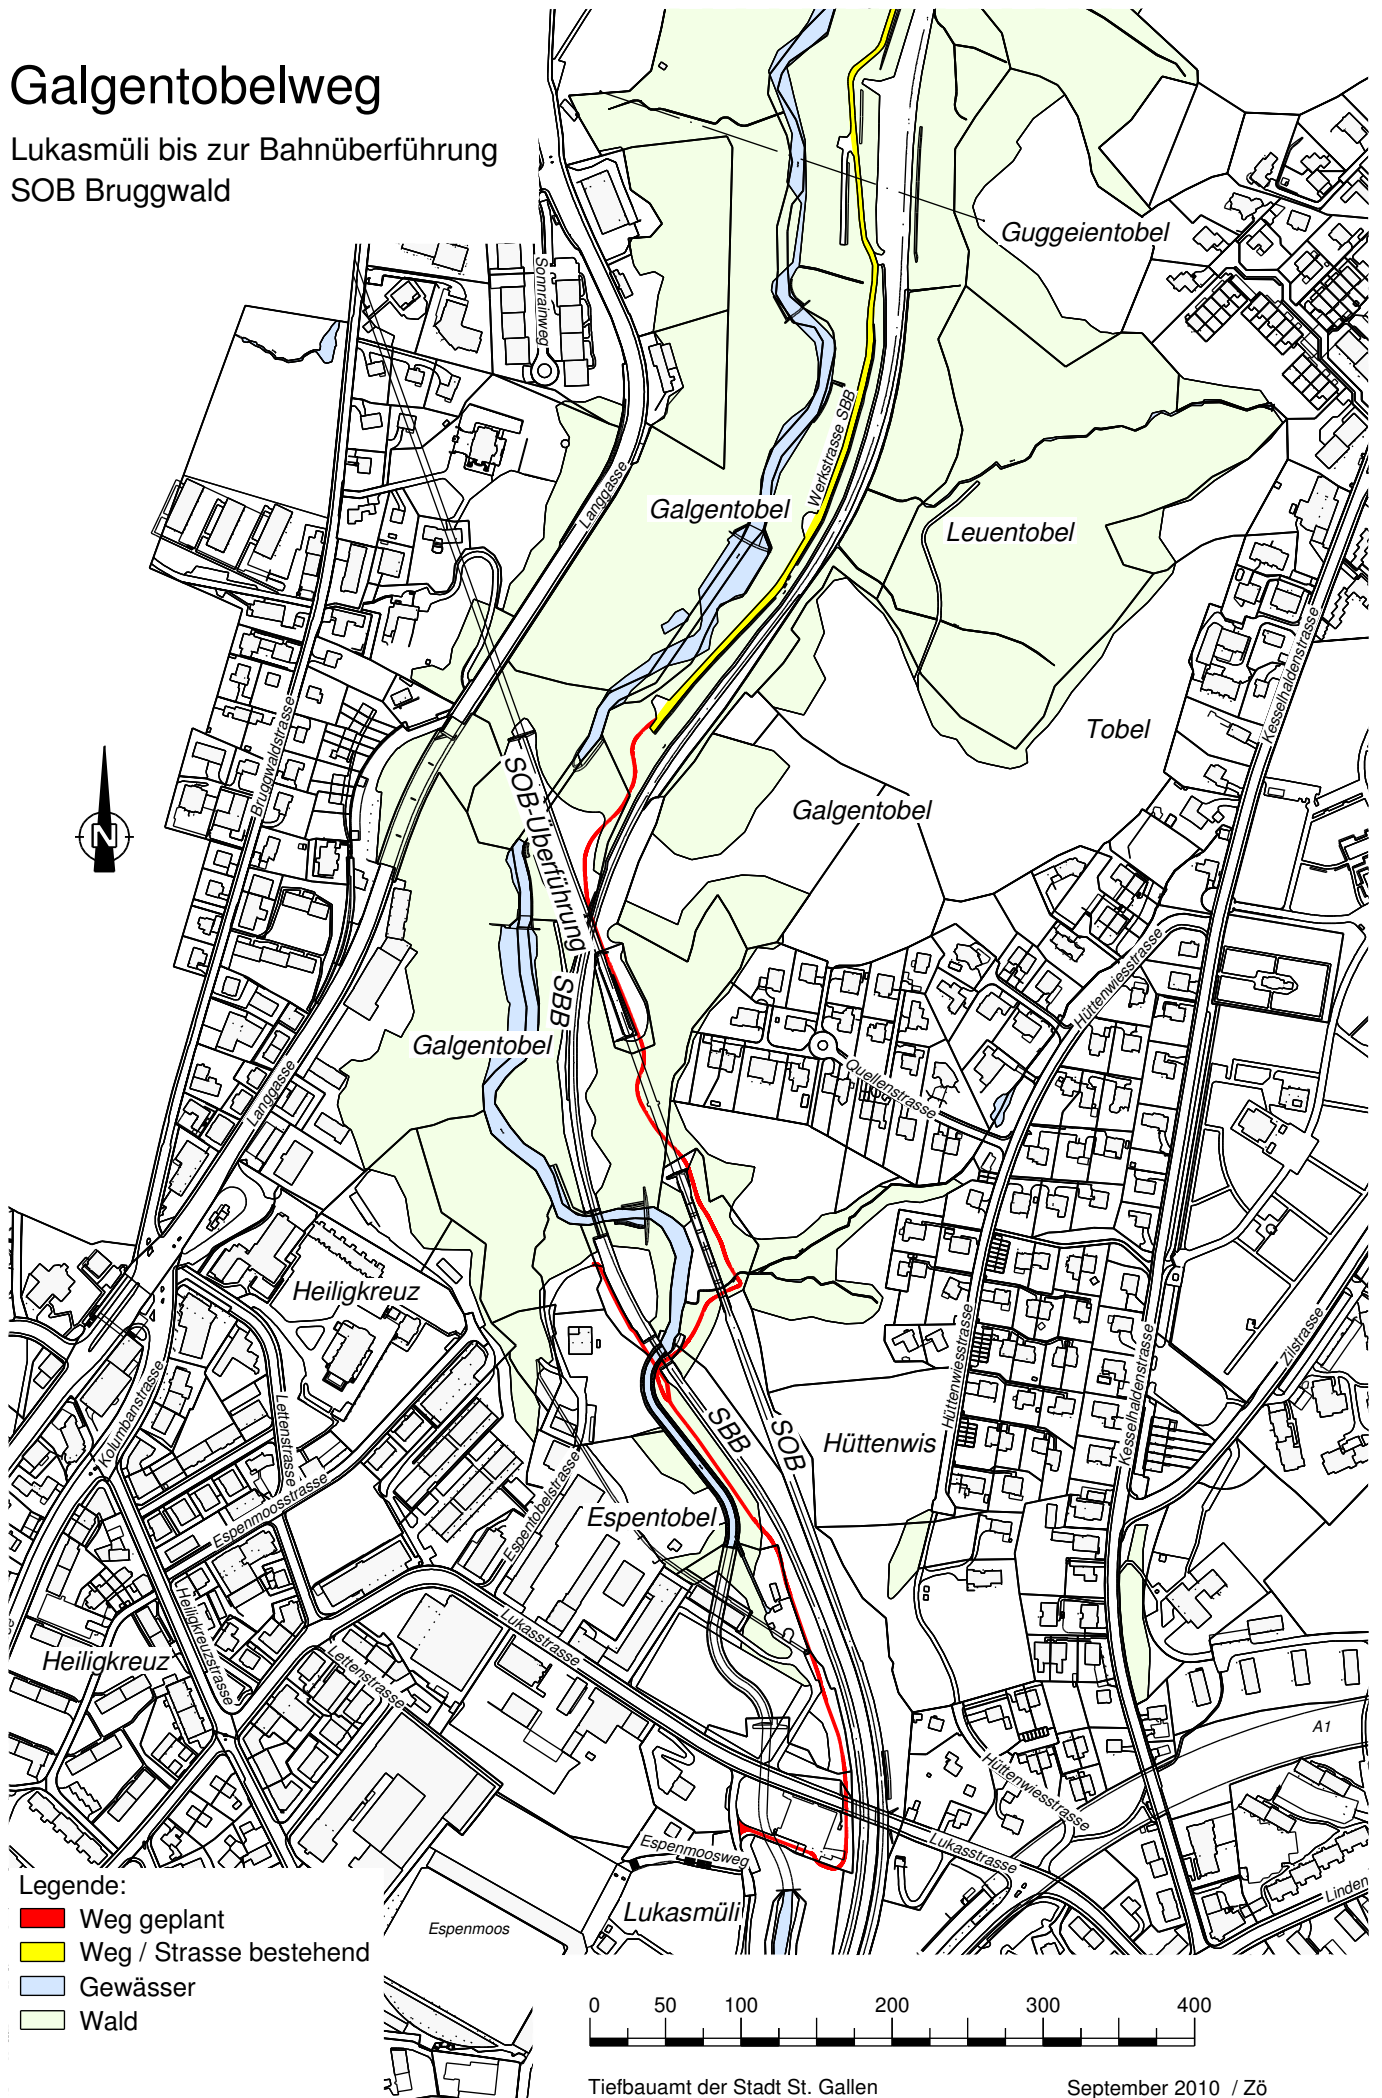 Galgentobelweg
Lukasmüli bis zur Bahnüberführung
SOB Bruggwald
Guggeientobel
Sonnrainweg
Werkstrasse SBB
Langgasse
Galgentobel
Leuentobel
Kesselhaldenstrasse
Bruggwaldstrasse
Tobel
N
SOB-Überführung
Galgentobel
SBB
Hüttenwiesstrasse
Galgentobel
Quellenstrasse
Langgasse
Heiligkreuz
Hüttenwiesstrasse
Kesselhaldenstrasse
Zilstrasse
Kolumbanstrasse
Lettenstrasse
SBB
SOB
Hüttenwis
Espenmoosstrasse
Espentobelstrasse
Espentobel
Heiligkreuzstrasse
Lukasstrasse
Heiligkreuz
Lettenstrasse
A1
Hüttenwiesstrasse
Espenmoosweg
Lukasstrasse
Linden
Lukasmüli
Espenmoos
Legende:
Weg geplant
Weg / Strasse bestehend
Gewässer
Wald
0 50 100 200 300 400
Tiefbauamt der Stadt St. Gallen
September 2010 / Zö